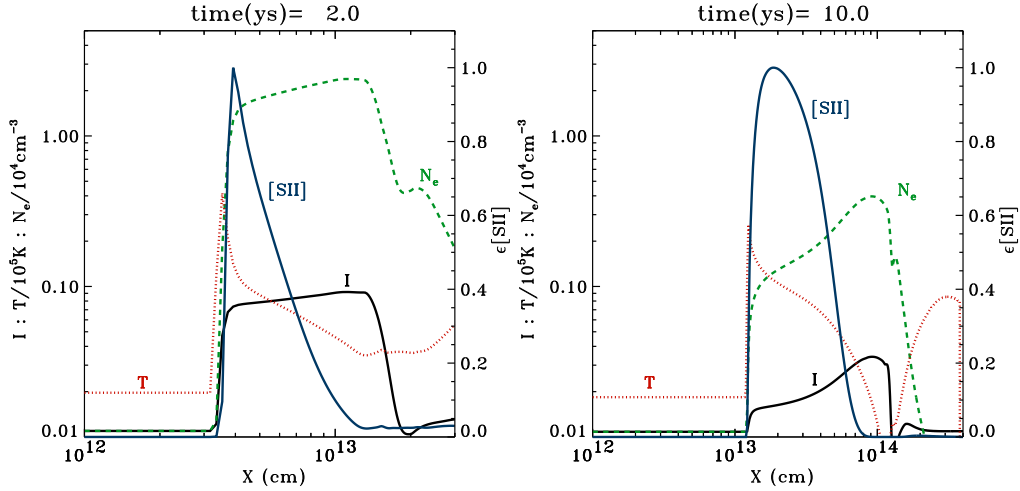 time(ys)= 2.0
I : T/10⁵K : Nₑ/10⁴cm⁻³
1.00
0.10
0.01
10¹²
10¹³
X (cm)
1.0
0.8
0.6
0.4
0.2
0.0
ϵ[SII]
[SII]
Nₑ
I
T
time(ys)= 10.0
I : T/10⁵K : Nₑ/10⁴cm⁻³
1.00
0.10
0.01
10¹²
10¹³
10¹⁴
X (cm)
1.0
0.8
0.6
0.4
0.2
0.0
ϵ[SII]
[SII]
Nₑ
I
T